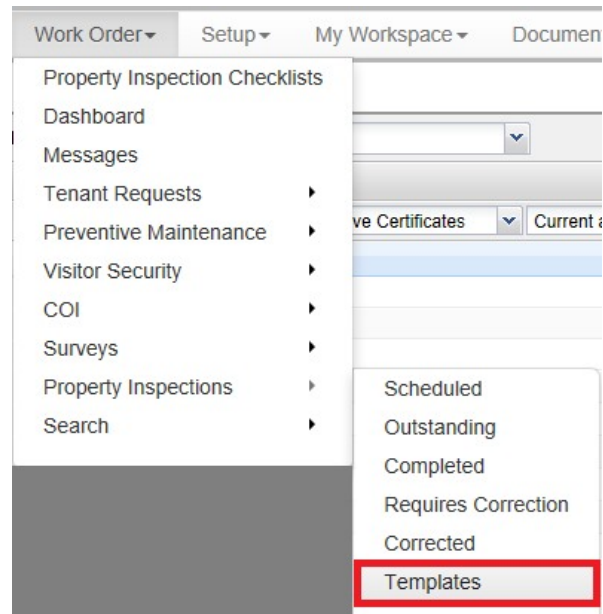 Work Order Setup My Workspace Documen
Property Inspection Checklists
Dashboard
Messages
Tenant Requests
Preventive Maintenance
ve Certificates Current a
Visitor Security
COI
Surveys
Property Inspections
Search
Scheduled
Outstanding
Completed
Requires Correction
Corrected
Templates